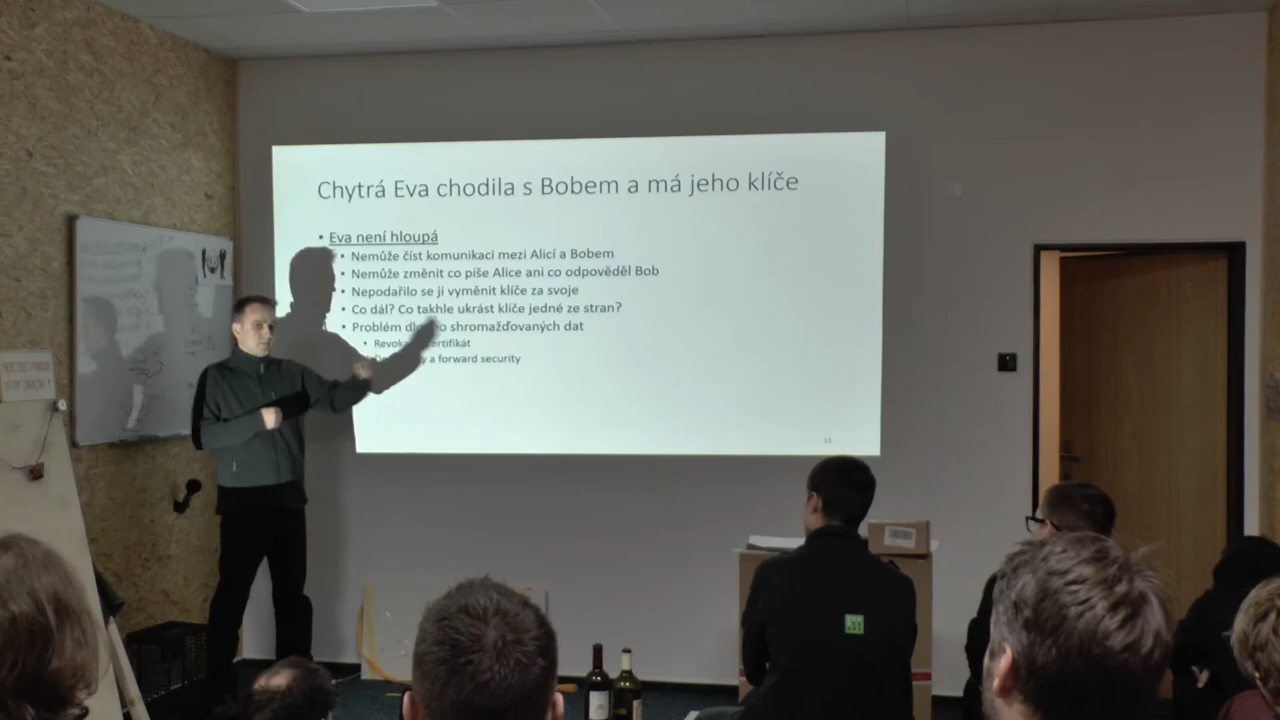 Chytrá Eva chodila s Bobem a má jeho klíče
• Eva není hloupá
• Nemůže číst komunikaci mezi Alicí a Bobem
• Nemůže změnit co píše Alice ani co odpověděl Bob
• Nepodařilo se jí vyměnit klíče za svoje
• Co dál? Co takhle ukrást klíče jedné ze stran?
• Problém shromažďovaných dat
• certifikát
a forward security